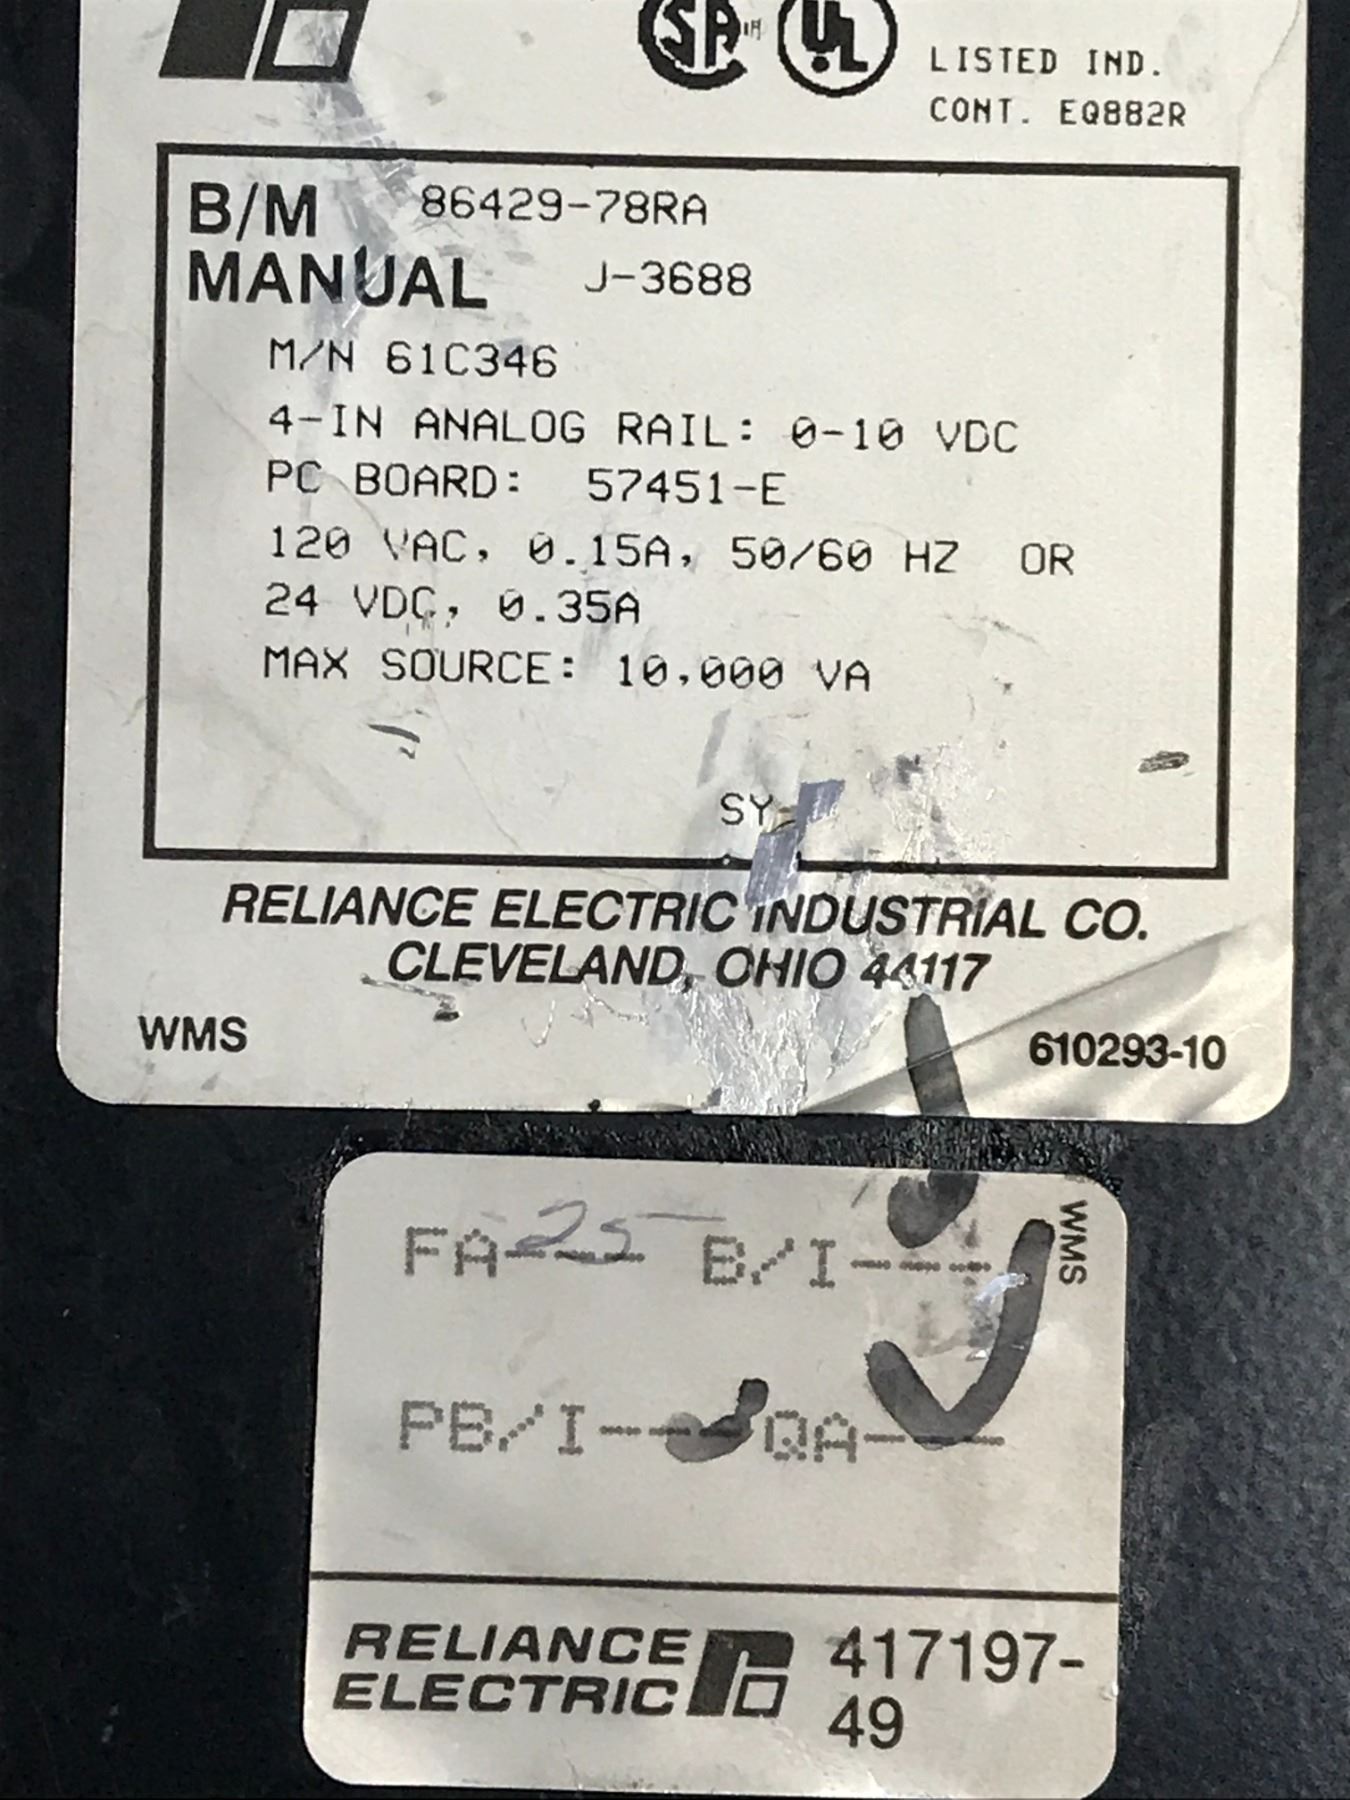 SA UL LISTED IND.
CONT. EQ882R
B/M 86429-78RA
MANUAL J-3688
M/N 61C346
4-IN ANALOG RAIL: 0-10 VDC
PC BOARD: 57451-E
120 VAC, 0.15A, 50/60 HZ OR
24 VDC, 0.35A
MAX SOURCE: 10,000 VA
SY-
RELIANCE ELECTRIC INDUSTRIAL CO.
CLEVELAND, OHIO 44117
WMS 610293-10
WMS
FA--- 25 B/I----
PB/I--- QA---
RELIANCE
ELECTRIC
417197-
49